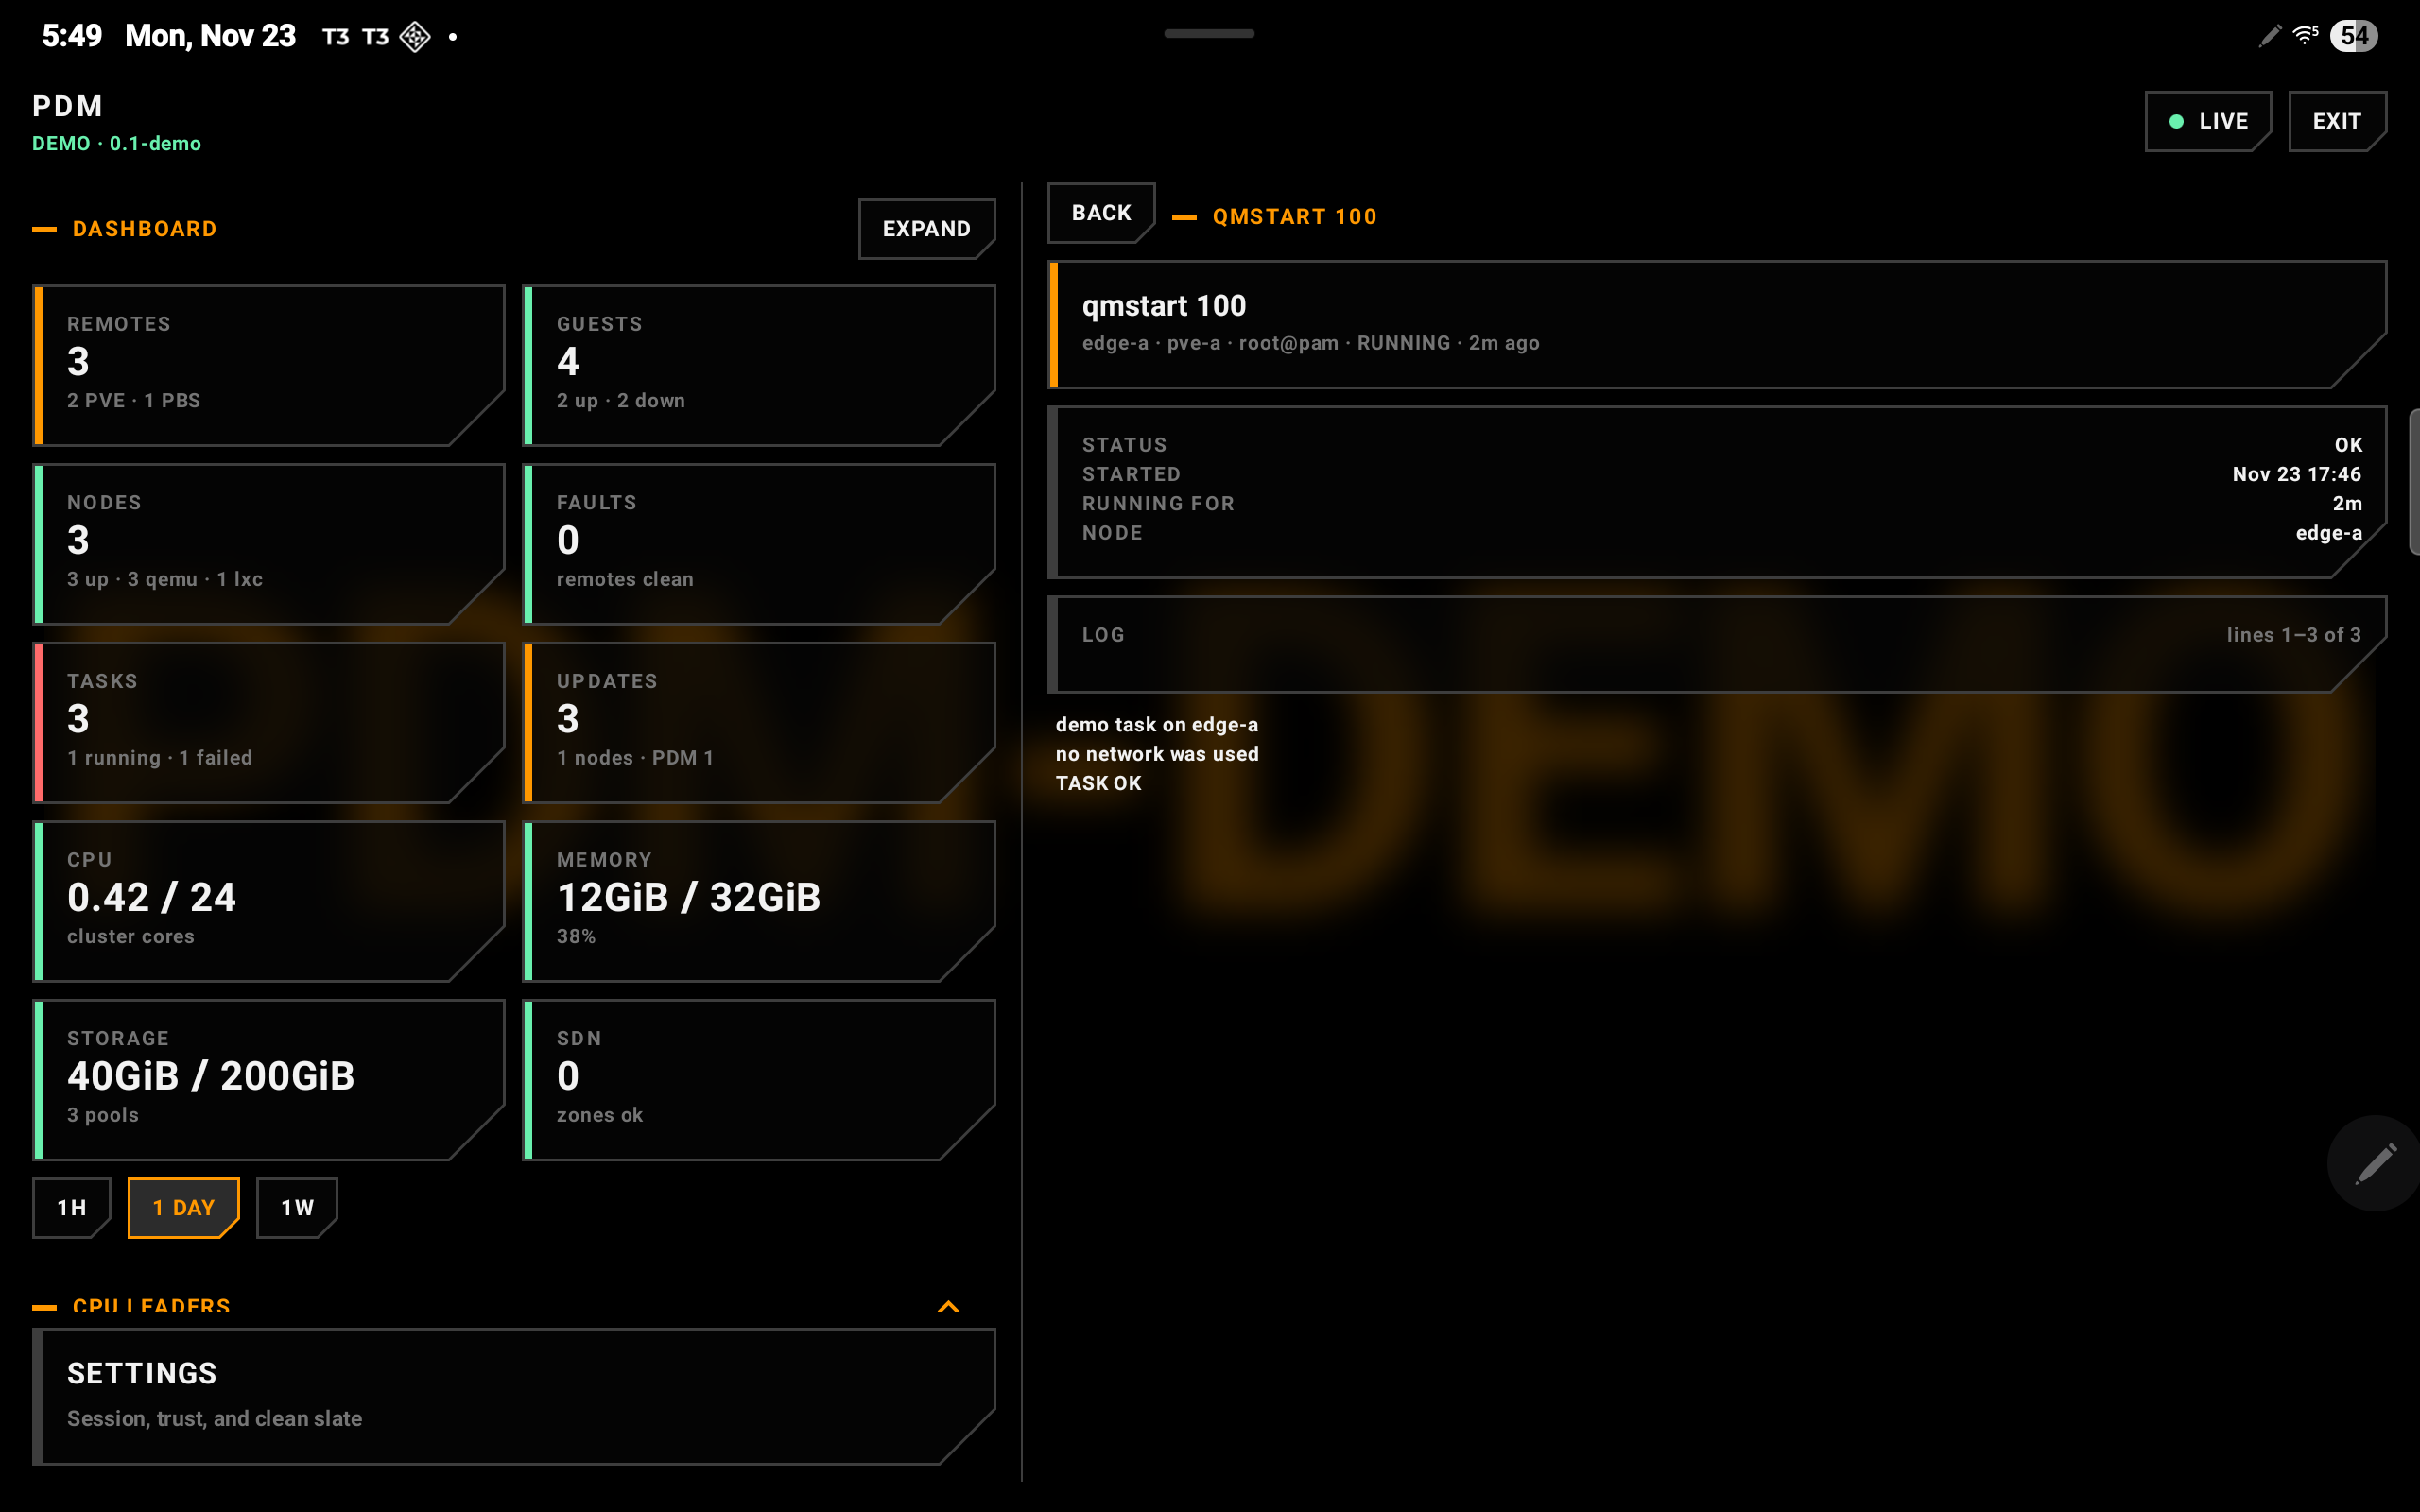 5:49 Mon, Nov 23 T3 T3
54
PDM
DEMO · 0.1-demo
LIVE
EXIT
DASHBOARD
EXPAND
REMOTES
3
2 PVE · 1 PBS
GUESTS
4
2 up · 2 down
NODES
3
3 up · 3 qemu · 1 lxc
FAULTS
0
remotes clean
TASKS
3
1 running · 1 failed
UPDATES
3
1 nodes · PDM 1
CPU
0.42 / 24
cluster cores
MEMORY
12GiB / 32GiB
38%
STORAGE
40GiB / 200GiB
3 pools
SDN
0
zones ok
1H
1 DAY
1W
CPU LEADERS
SETTINGS
Session, trust, and clean slate
BACK
QMSTART 100
qmstart 100
edge-a · pve-a · root@pam · RUNNING · 2m ago
STATUS OK
STARTED Nov 23 17:46
RUNNING FOR 2m
NODE edge-a
LOG lines 1–3 of 3
demo task on edge-a
no network was used
TASK OK
PDM-DEMO